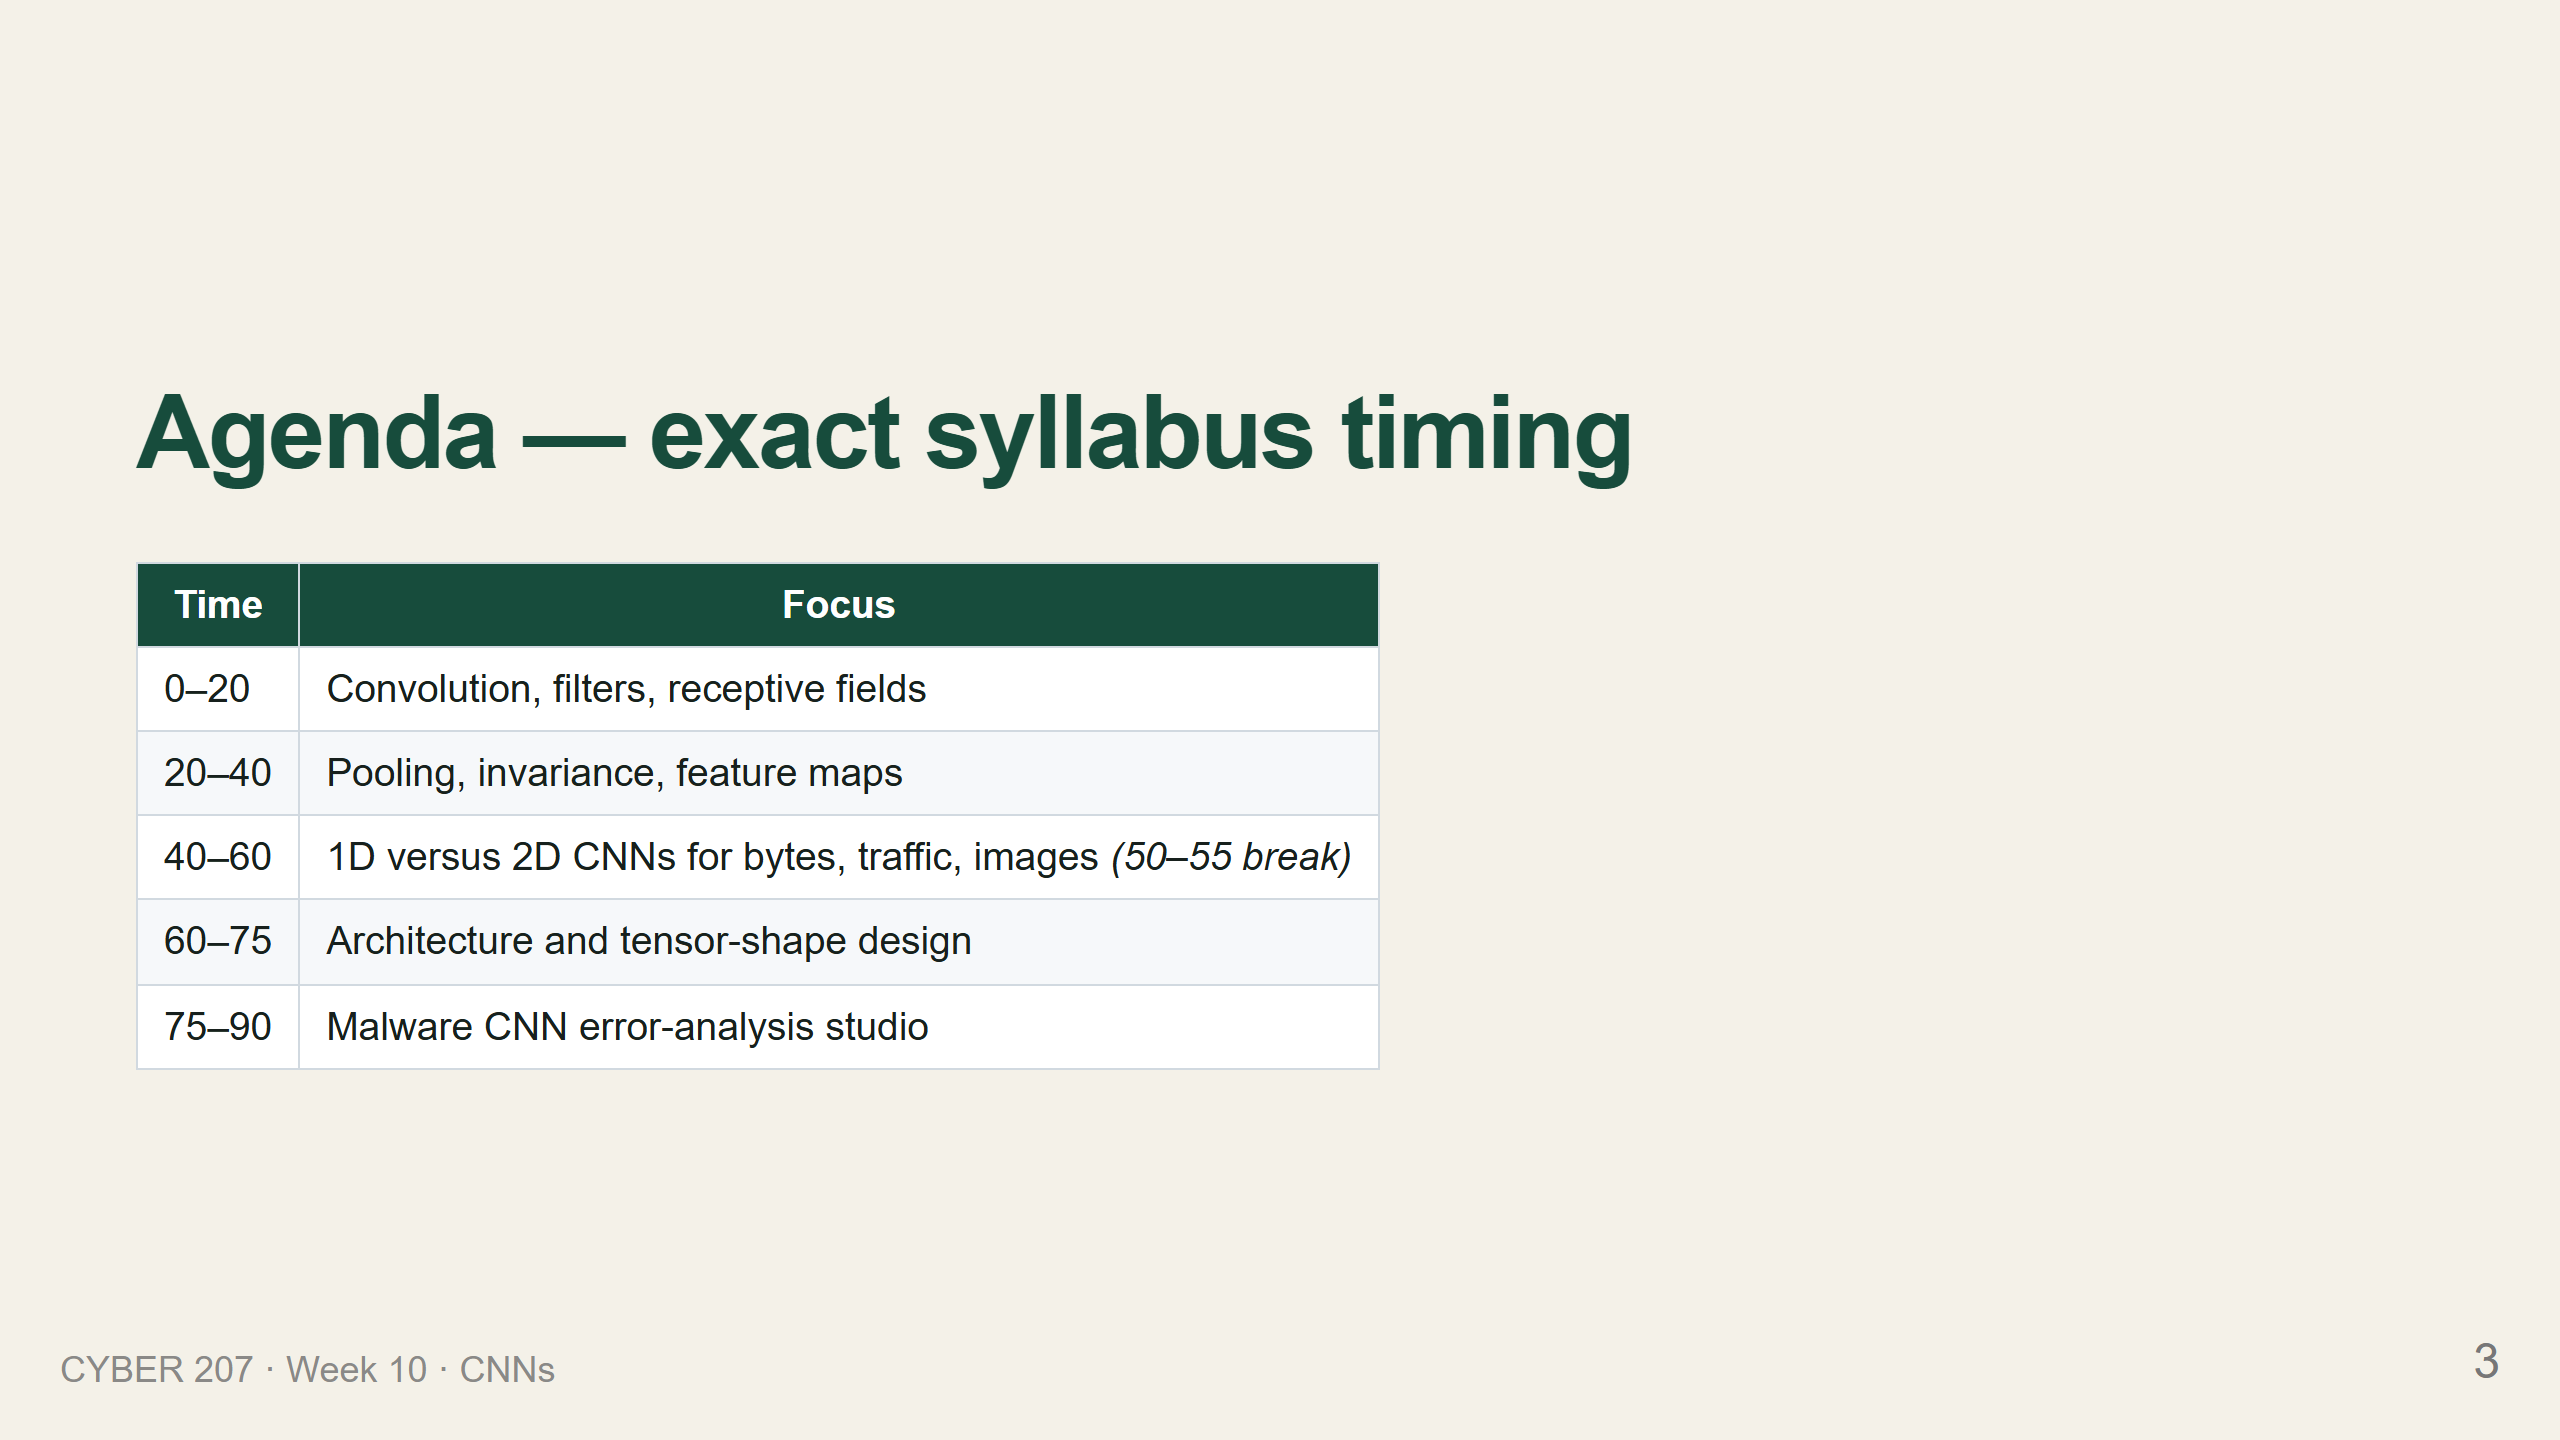 Agenda — exact syllabus timing
Time Focus
0–20 Convolution, filters, receptive fields
20–40 Pooling, invariance, feature maps
40–60 1D versus 2D CNNs for bytes, traffic, images (50–55 break)
60–75 Architecture and tensor-shape design
75–90 Malware CNN error-analysis studio
CYBER 207 · Week 10 · CNNs
3